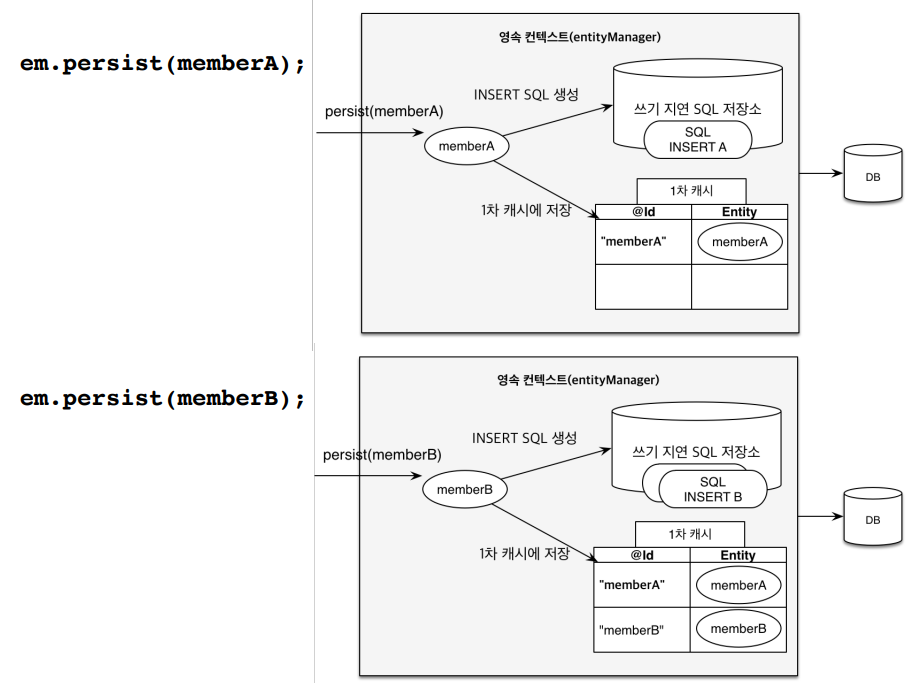 em.persist(memberA);
영속 컨텍스트(entityManager)
INSERT SQL 생성
persist(memberA)
memberA
쓰기 지연 SQL 저장소
SQL
INSERT A
DB
1차 캐시에 저장
1차 캐시
@Id Entity
"memberA" memberA
em.persist(memberB);
영속 컨텍스트(entityManager)
INSERT SQL 생성
persist(memberB)
memberB
쓰기 지연 SQL 저장소
SQL
INSERT B
DB
1차 캐시에 저장
1차 캐시
@Id Entity
"memberA" memberA
"memberB" memberB